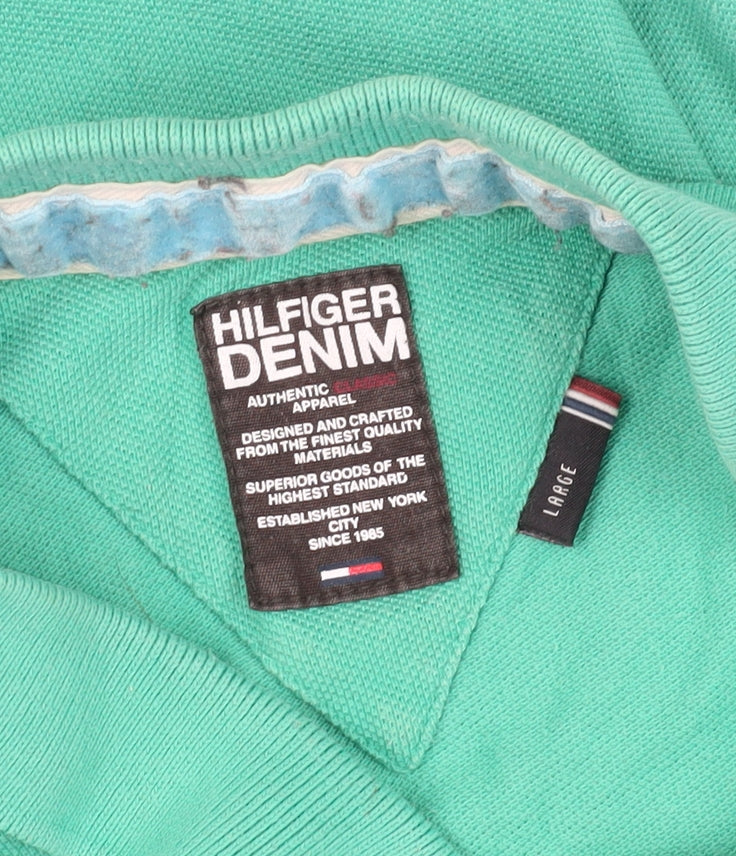 HILFIGER
DENIM
AUTHENTIC CLASSIC
APPAREL
DESIGNED AND CRAFTED
FROM THE FINEST QUALITY
MATERIALS
SUPERIOR GOODS OF THE
HIGHEST STANDARD
ESTABLISHED NEW YORK
CITY
SINCE 1985
LARGE